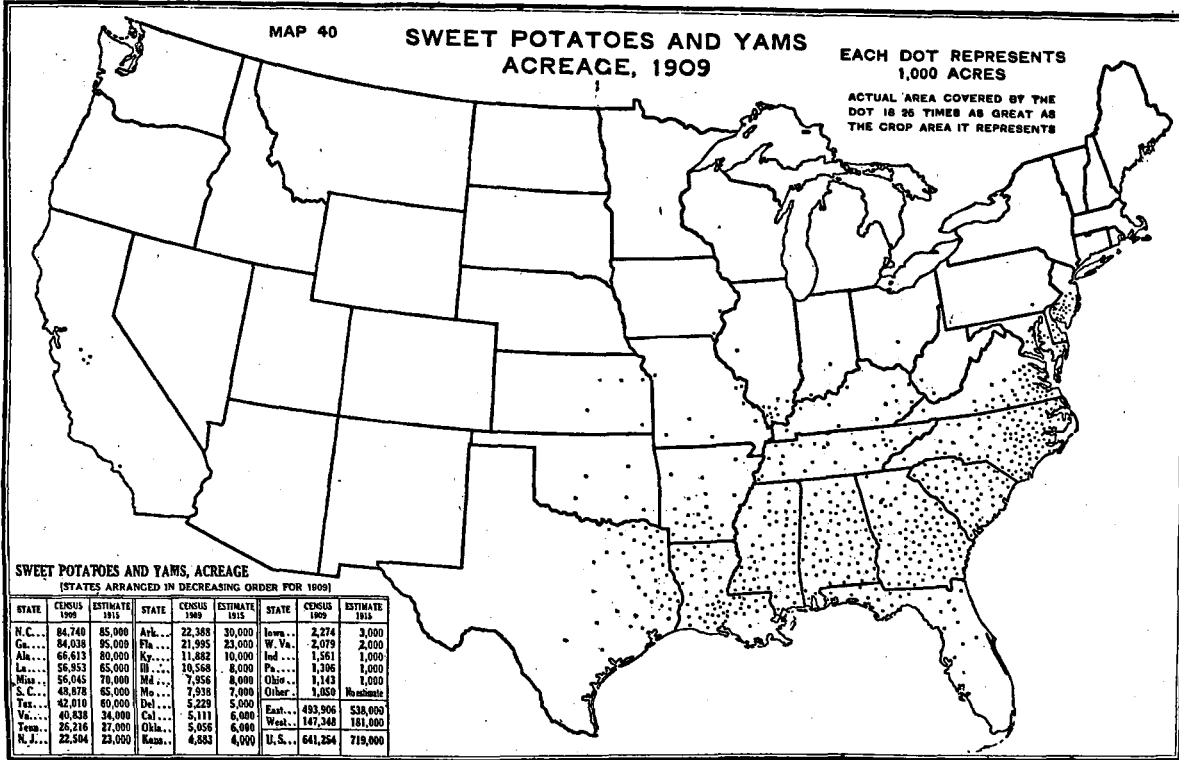 MAP 40
SWEET POTATOES AND YAMS
ACREAGE, 1909
EACH DOT REPRESENTS
1,000 ACRES
ACTUAL AREA COVERED BY THE
DOT IS 25 TIMES AS GREAT AS
THE CROP AREA IT REPRESENTS
SWEET POTATOES AND YAMS, ACREAGE
[STATES ARRANGED IN DECREASING ORDER FOR 1909]
STATE CENSUS 1909 ESTIMATE 1915 STATE CENSUS 1909 ESTIMATE 1915 STATE CENSUS 1909 ESTIMATE 1915
N.C... 84,740 85,000 Ark... 22,388 30,000 Iowa.. 2,274 3,000
Ga.... 84,038 95,000 Fla... 21,995 23,000 W. Va. 2,079 2,000
Ala... 66,613 80,000 Ky.... 11,882 10,000 Ind... 1,561 1,000
La.... 56,953 65,000 Ill... 10,568 8,000 Pa.... 1,306 1,000
Miss.. 56,045 70,000 Md... 7,956 8,000 Ohio.. 1,143 1,000
S.C... 48,878 65,000 Mo... 7,938 7,000 Other. 1,050 No estimate
Tex... 42,010 60,000 Del... 5,229 5,000 East.. 493,906 538,000
Va.... 40,838 34,000 Cal... 5,111 6,000 West.. 147,348 181,000
Tenn.. 26,216 27,000 Okla.. 5,056 6,000
N.J... 22,504 23,000 Kans.. 4,883 4,000 U.S... 641,254 719,000